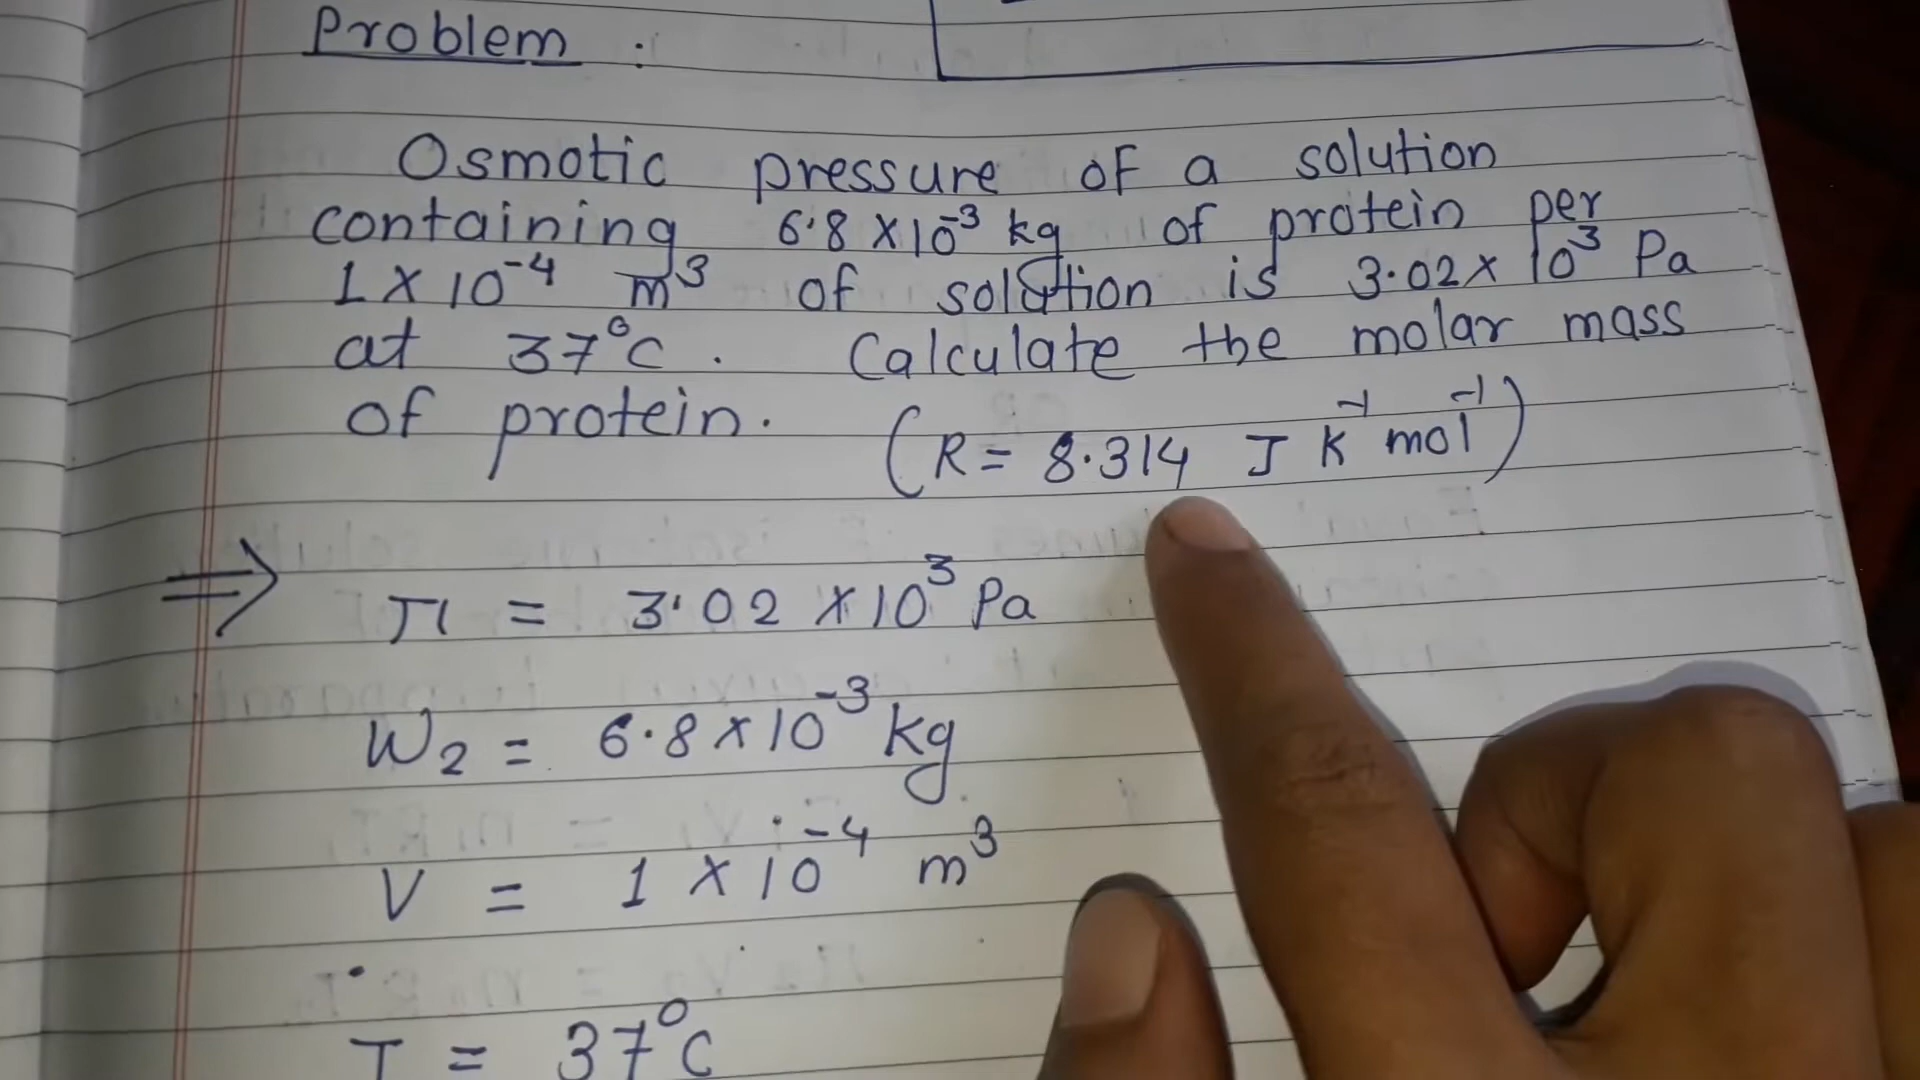 Problem :
Osmotic pressure of a solution
containing 6.8 × 10⁻³ kg of protein per
1 × 10⁻⁴ m³ of solution is 3.02 × 10³ Pa
at 37°C. Calculate the molar mass
of protein. (R = 8.314 J K⁻¹ mol⁻¹)
⇒ π = 3.02 × 10³ Pa
W₂ = 6.8 × 10⁻³ kg
V = 1 × 10⁻⁴ m³
T = 37°C